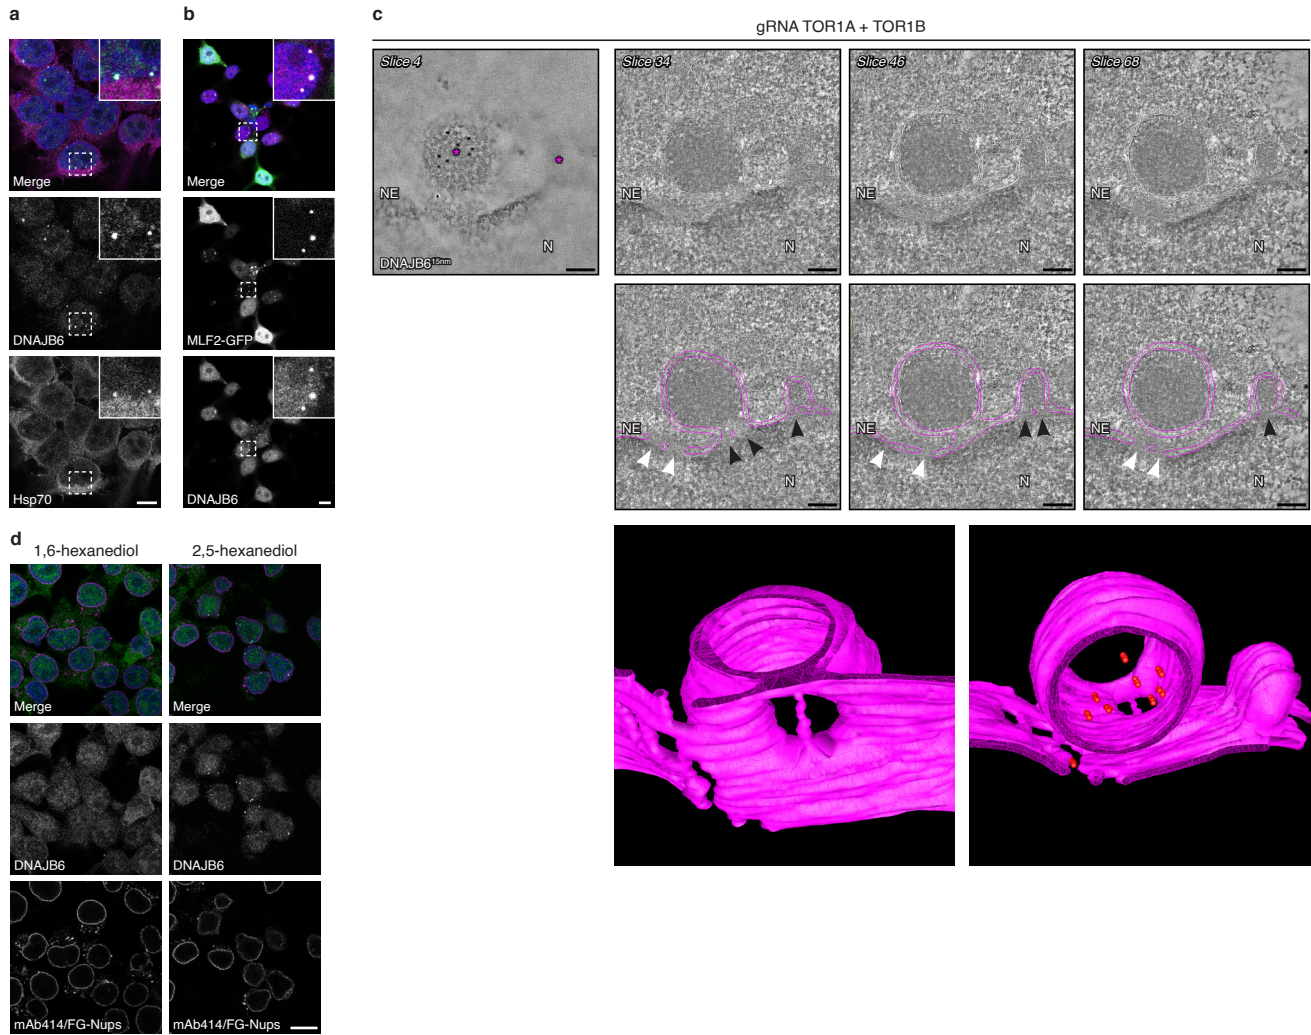 a
Merge
DNAJB6
Hsp70
b
Merge
MLF2-GFP
DNAJB6
c
gRNA TOR1A + TOR1B
Slice 4
NE
N
DNAJB6¹⁵ⁿᵐ
Slice 34
NE
N
Slice 46
NE
N
Slice 68
NE
N
NE
N
NE
N
NE
N
d
1,6-hexanediol
2,5-hexanediol
Merge
Merge
DNAJB6
DNAJB6
mAb414/FG-Nups
mAb414/FG-Nups